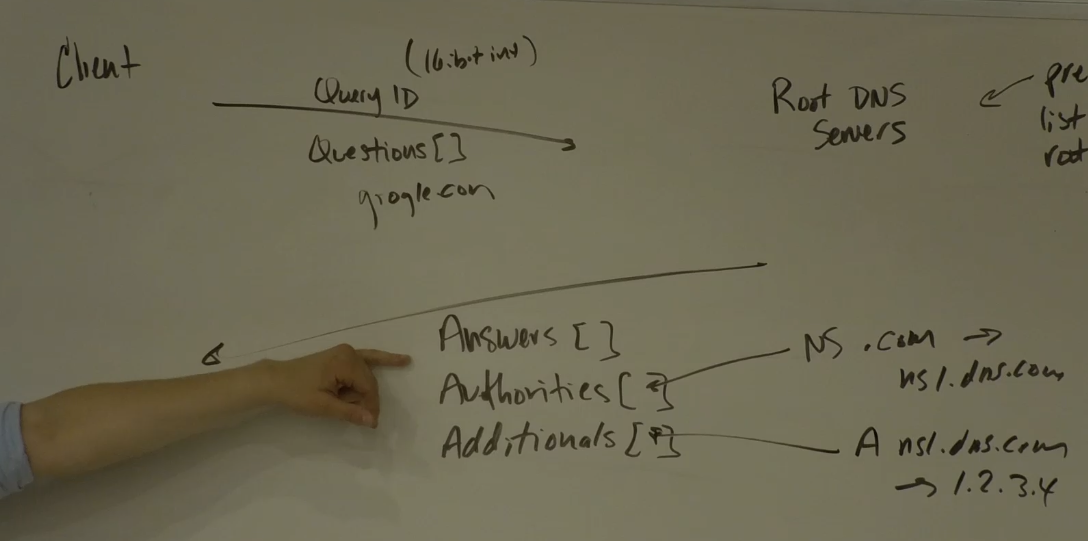 Client
(16-bit int)
Query ID
Questions[]
google.com
Root DNS
Servers
pre
list
root
Answers []
Authorities[]
Additionals[*]
NS .com →
ns1.dns.com
A ns1.dns.com
→ 1.2.3.4